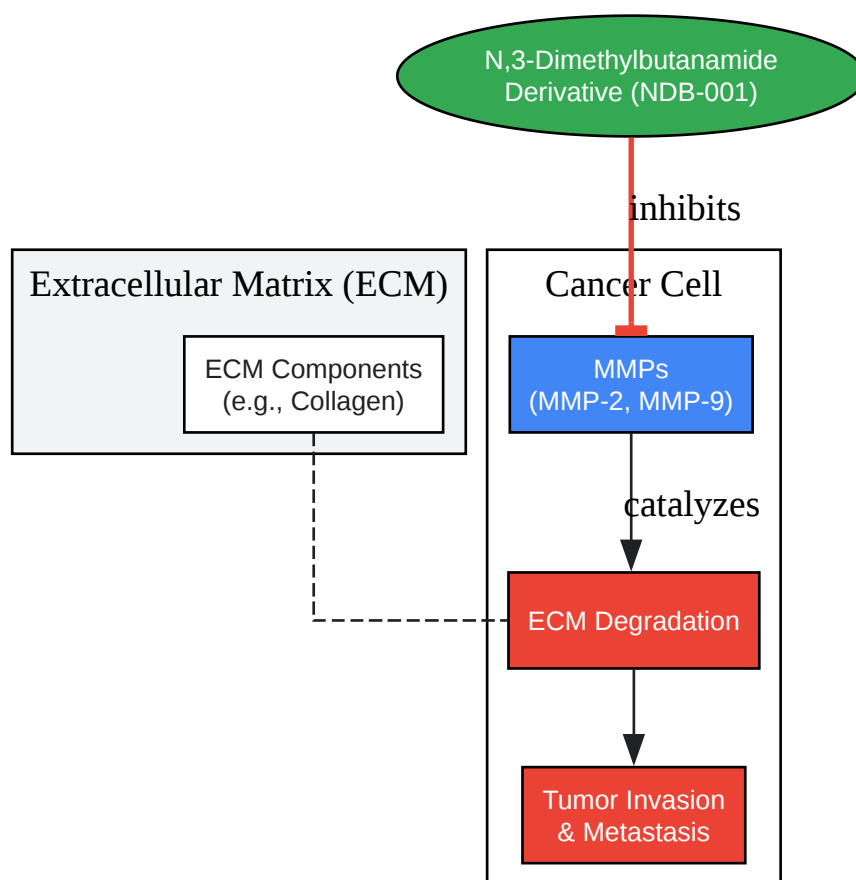 N,3-Dimethylbutanamide
Derivative (NDB-001)
inhibits
Extracellular Matrix (ECM)
Cancer Cell
ECM Components
(e.g., Collagen)
MMPs
(MMP-2, MMP-9)
catalyzes
ECM Degradation
Tumor Invasion
& Metastasis